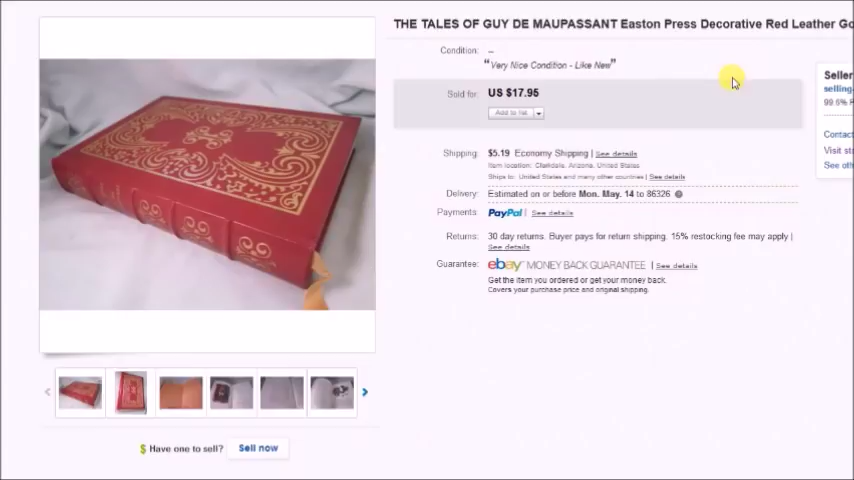 THE TALES OF GUY DE MAUPASSANT Easton Press Decorative Red Leather Go
Condition: --
"Very Nice Condition - Like New"
Sold for: US $17.95
Add to list
Shipping: $5.19 Economy Shipping | See details
Item location: Clarkdale, Arizona, United States
Ships to: United States and many other countries | See details
Delivery: Estimated on or before Mon. May. 14 to 86326
Payments: PayPal | See details
Returns: 30 day returns. Buyer pays for return shipping. 15% restocking fee may apply |
See details
Guarantee: ebay MONEY BACK GUARANTEE | See details
Get the item you ordered or get your money back.
Covers your purchase price and original shipping.
Seller
selling
99.6% F
Contact
Visit st
See oth
$ Have one to sell? Sell now